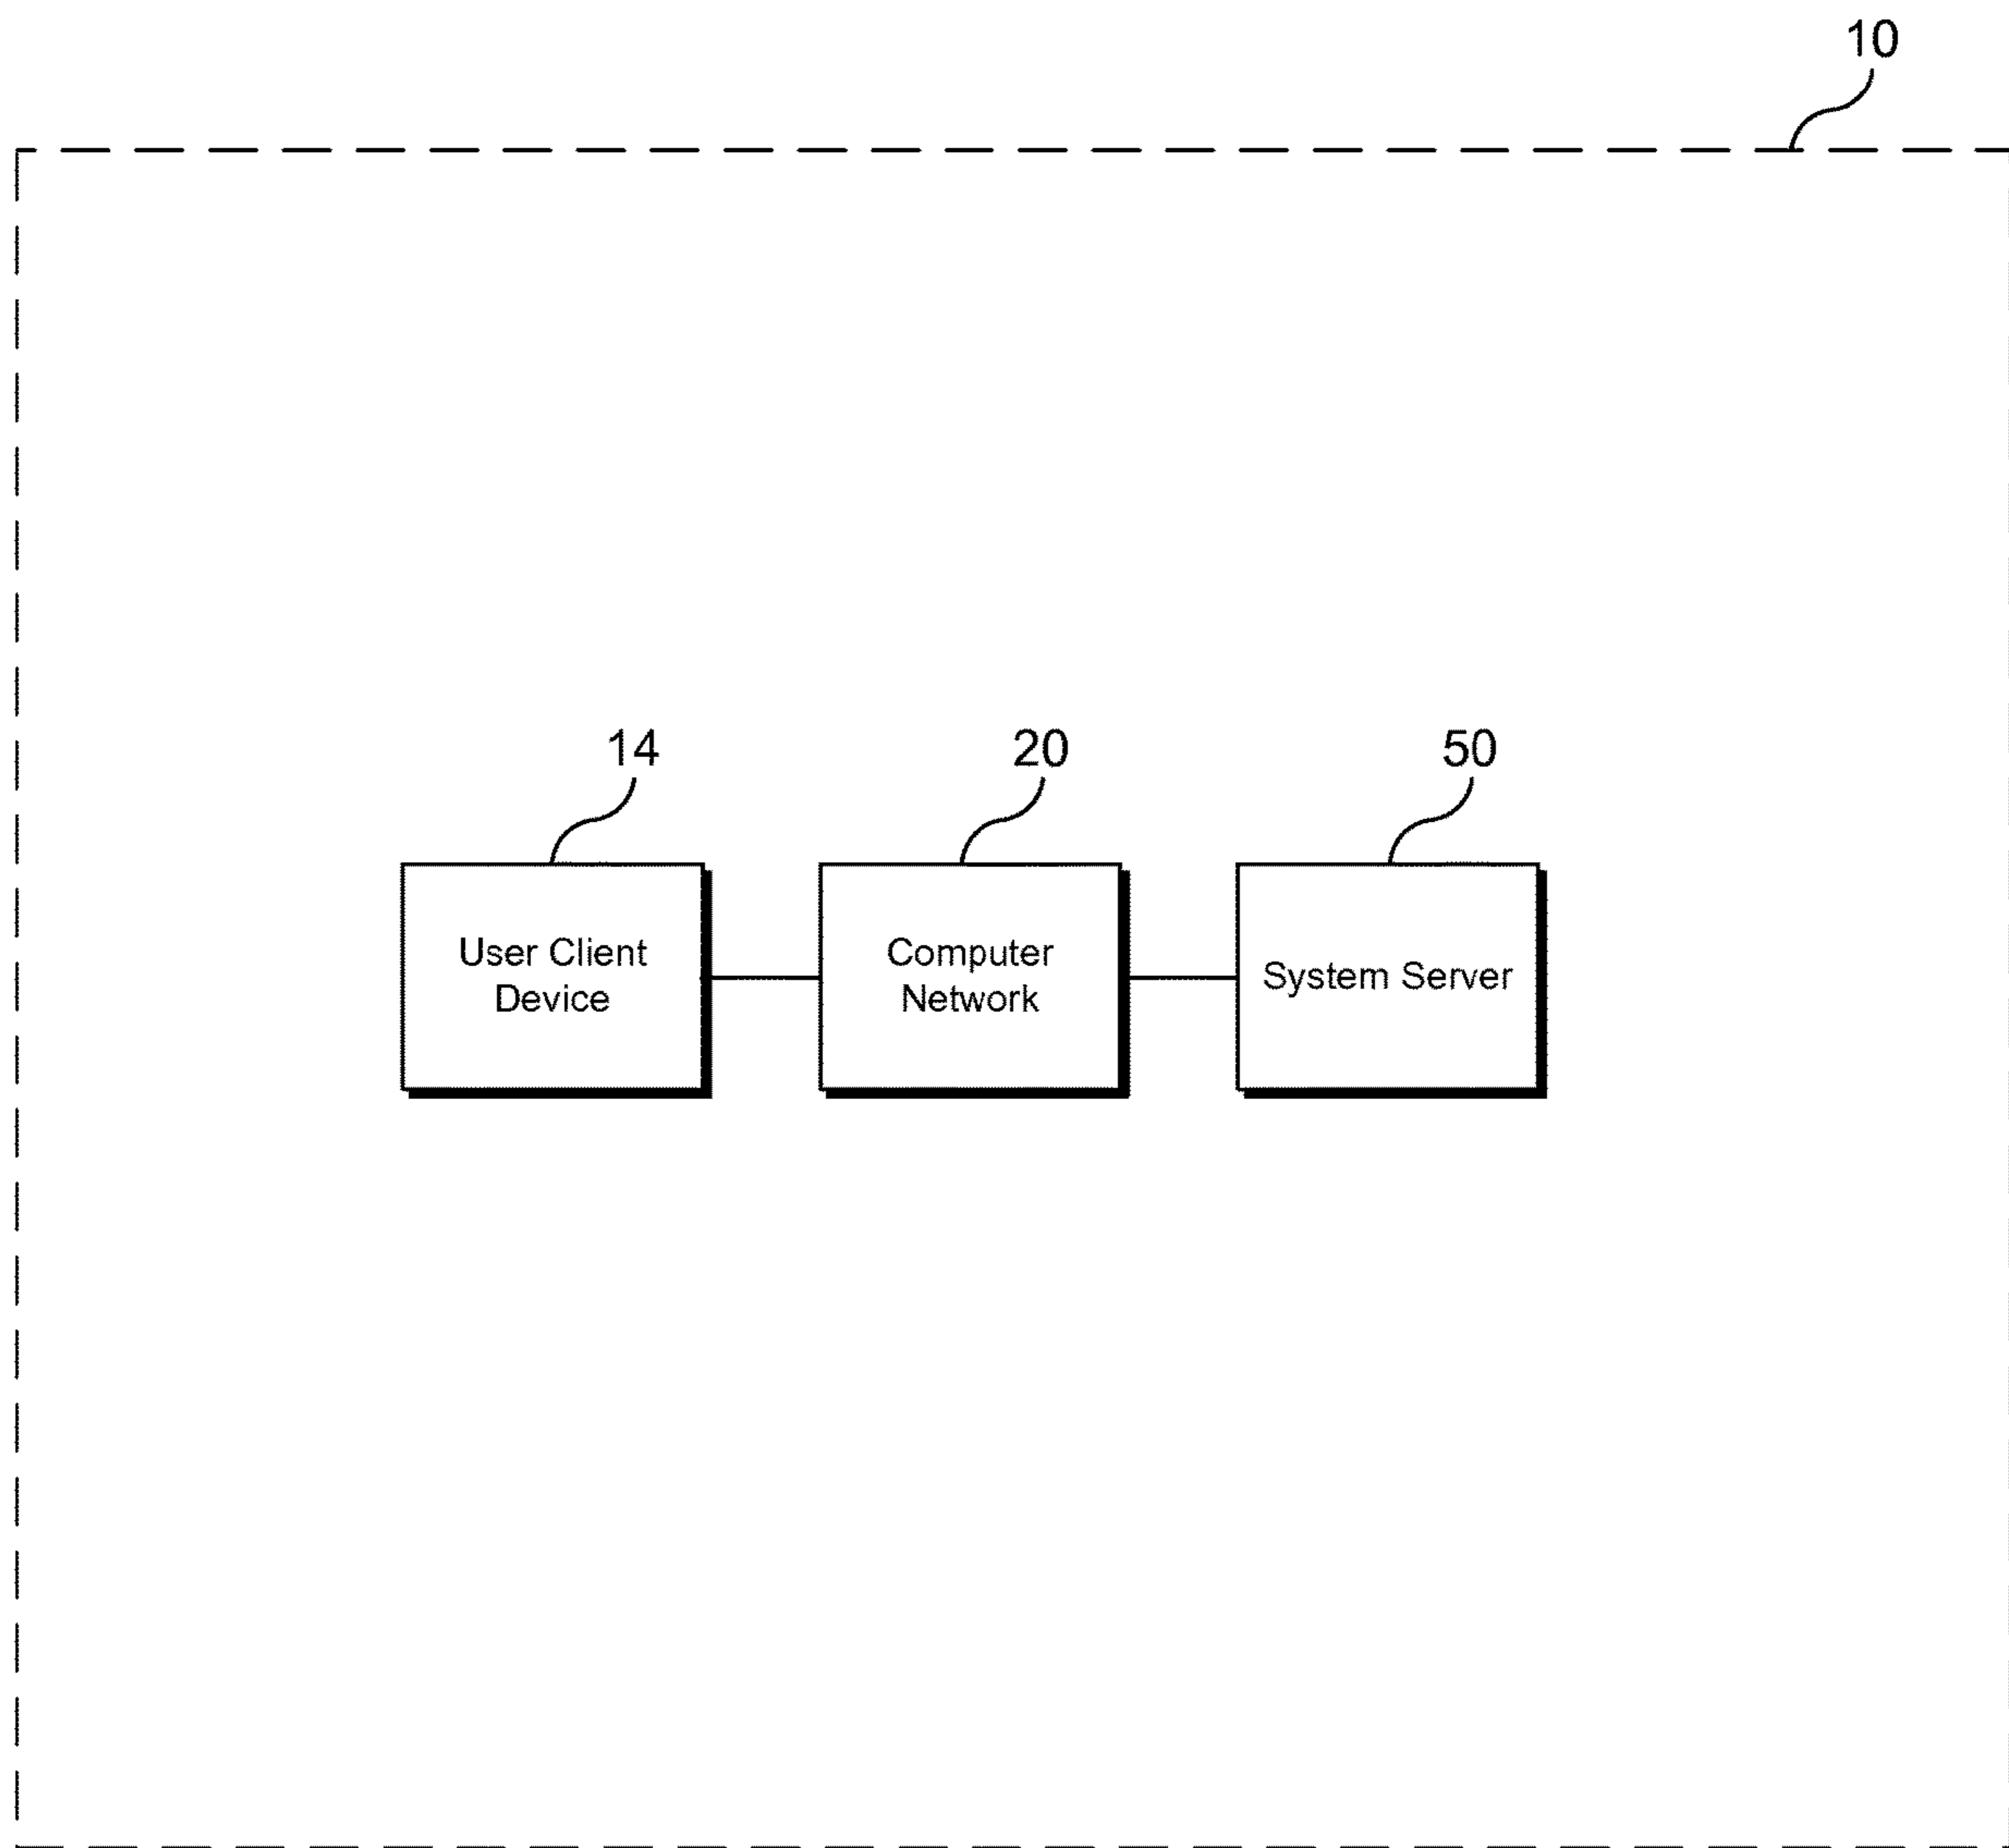 10
14
20
50
User Client
Device
Computer
Network
System Server